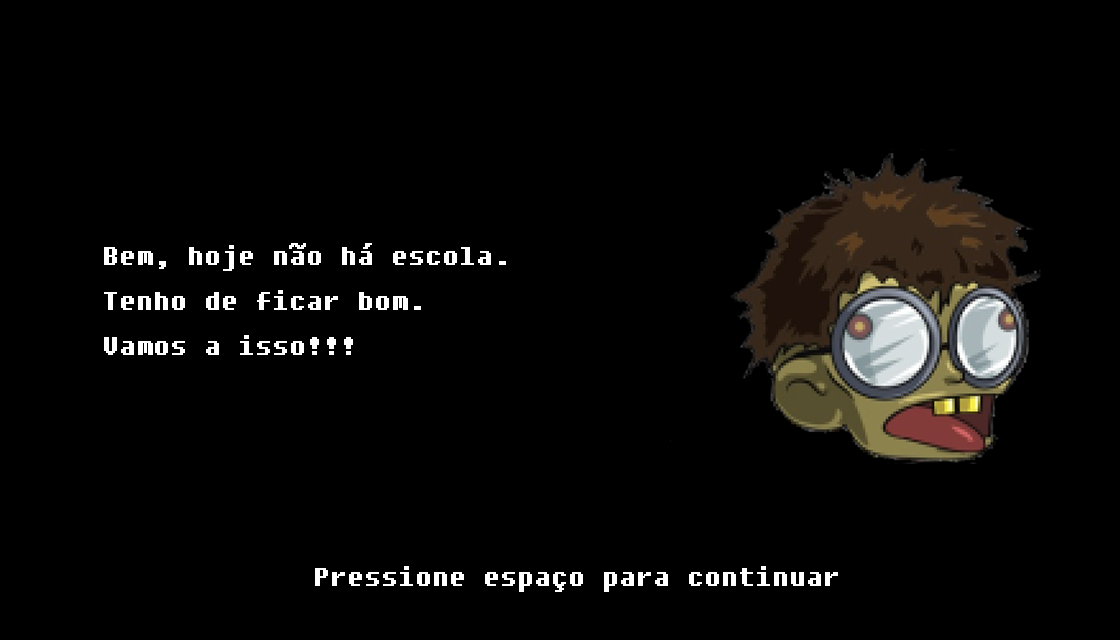 Bem, hoje não há escola.
Tenho de ficar bom.
Vamos a isso!!!
Pressione espaço para continuar